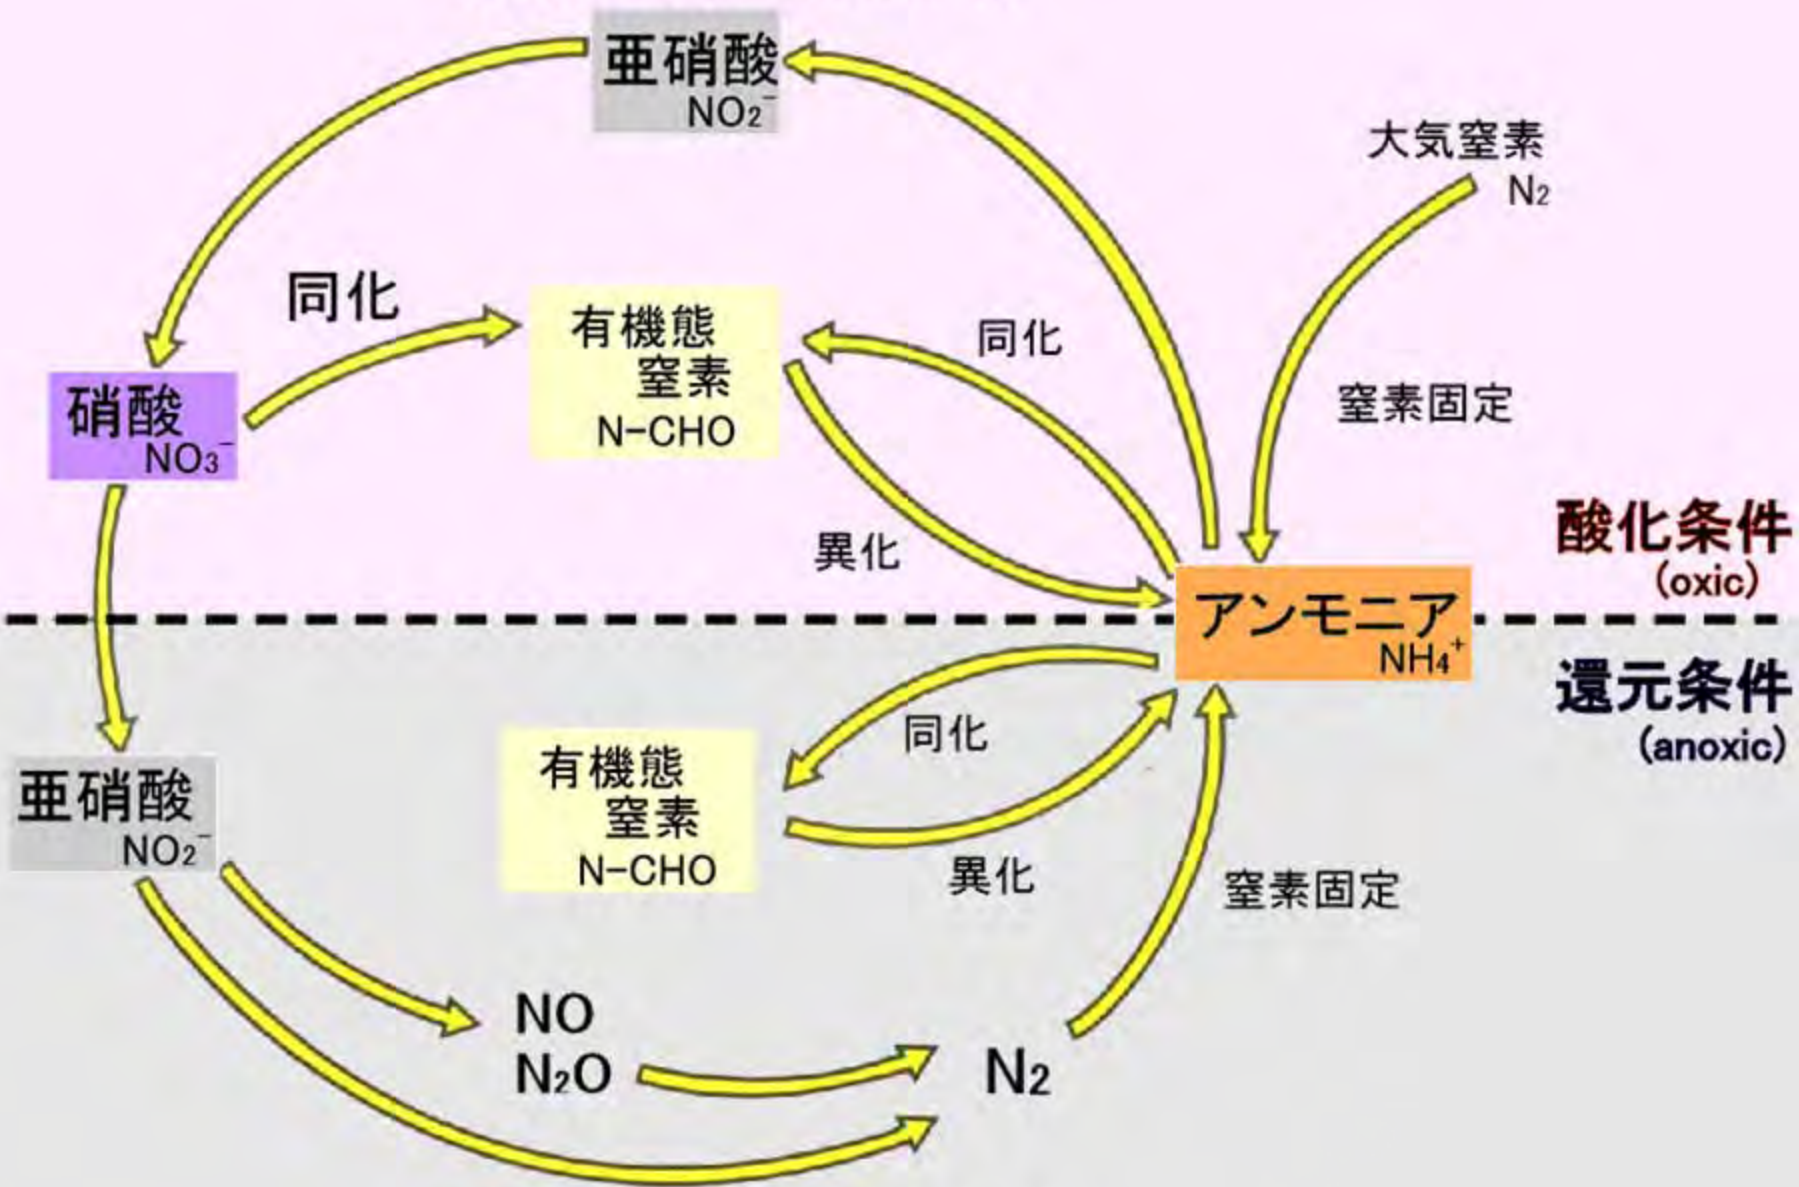 亜硝酸
NO₂⁻
大気窒素
N₂
同化
有機態
窒素
N-CHO
同化
窒素固定
硝酸
NO₃⁻
異化
酸化条件
(oxic)
アンモニア
NH₄⁺
還元条件
(anoxic)
同化
有機態
窒素
N-CHO
亜硝酸
NO₂⁻
異化
窒素固定
NO
N₂O
N₂